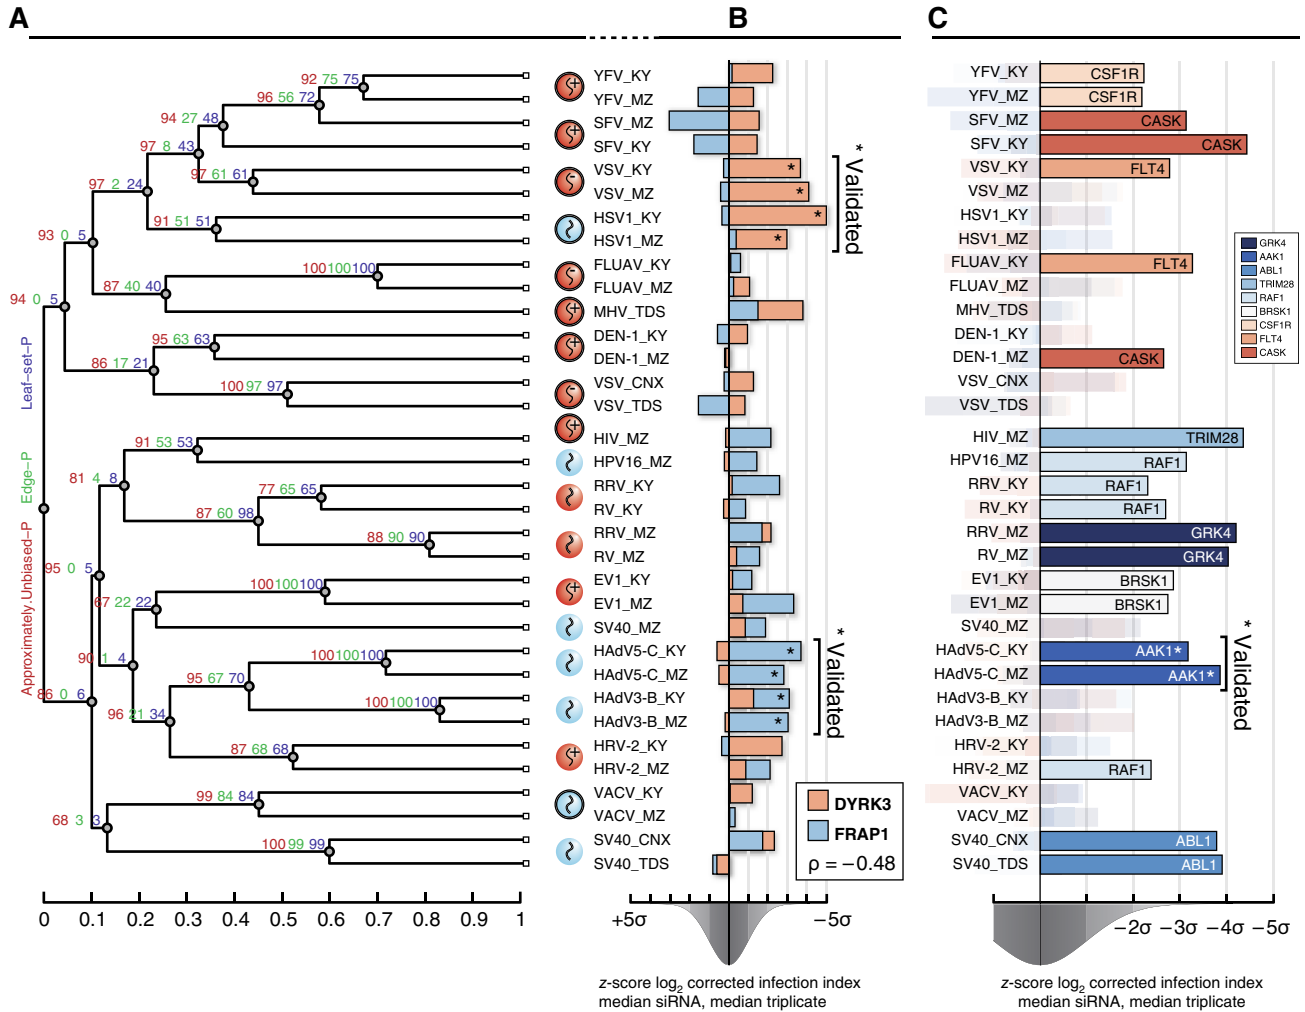 A
B
C
92 75 75
96 56 72
94 27 48
97 8 43
97 61 61
97 2 24
91 51 51
93 0 5
100 100 100
87 40 40
94 0 5
95 63 63
86 17 21
100 97 97
91 53 53
81 4 8
77 65 65
87 60 98
88 90 90
95 0 5
100 100 100
67 22 22
90 1 4
100 100 100
95 67 70
86 0 6
100 100 100
96 21 34
87 68 68
99 84 84
68 3 3
100 99 99
Approximately.Unbiased−P Edge−P Leaf−set−P
0 0.1 0.2 0.3 0.4 0.5 0.6 0.7 0.8 0.9 1
YFV_KY
YFV_MZ
SFV_MZ
SFV_KY
VSV_KY *
VSV_MZ *
HSV1_KY *
HSV1_MZ *
FLUAV_KY
FLUAV_MZ
MHV_TDS
DEN-1_KY
DEN-1_MZ
VSV_CNX
VSV_TDS
HIV_MZ
HPV16_MZ
RRV_KY
RV_KY
RRV_MZ
RV_MZ
EV1_KY
EV1_MZ
SV40_MZ
HAdV5-C_KY *
HAdV5-C_MZ *
HAdV3-B_KY *
HAdV3-B_MZ *
HRV-2_KY
HRV-2_MZ
VACV_KY
VACV_MZ
SV40_CNX
SV40_TDS
* Validated
* Validated
DYRK3
FRAP1
ρ = −0.48
+5σ −5σ
z-score log2 corrected infection index
median siRNA, median triplicate
YFV_KY CSF1R
YFV_MZ CSF1R
SFV_MZ CASK
SFV_KY CASK
VSV_KY FLT4
VSV_MZ
HSV1_KY
HSV1_MZ
FLUAV_KY FLT4
FLUAV_MZ
MHV_TDS
DEN-1_KY
DEN-1_MZ CASK
VSV_CNX
VSV_TDS
HIV_MZ TRIM28
HPV16_MZ RAF1
RRV_KY RAF1
RV_KY RAF1
RRV_MZ GRK4
RV_MZ GRK4
EV1_KY BRSK1
EV1_MZ BRSK1
SV40_MZ
HAdV5-C_KY AAK1*
HAdV5-C_MZ AAK1*
HAdV3-B_KY
HAdV3-B_MZ
HRV-2_KY
HRV-2_MZ RAF1
VACV_KY
VACV_MZ
SV40_CNX ABL1
SV40_TDS ABL1
* Validated
GRK4
AAK1
ABL1
TRIM28
RAF1
BRSK1
CSF1R
FLT4
CASK
−2σ −3σ −4σ −5σ
z-score log2 corrected infection index
median siRNA, median triplicate